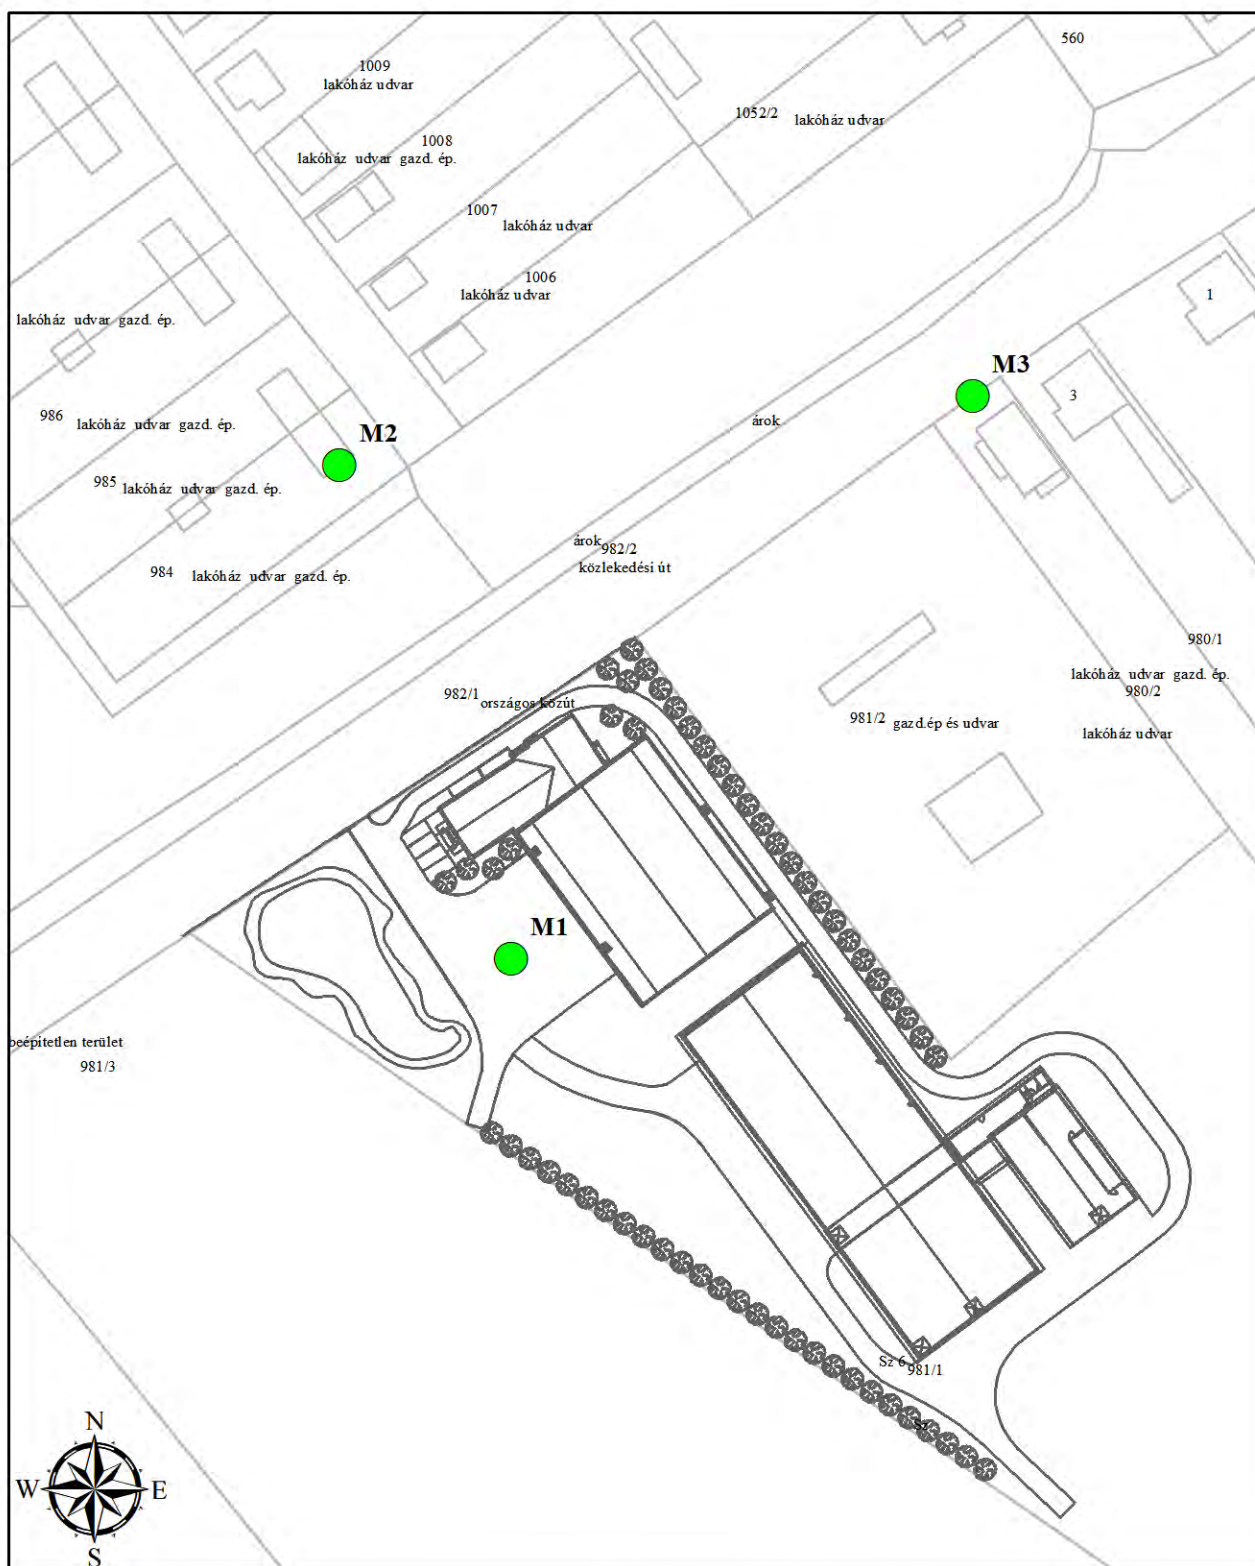 560
1009
lakóház udvar
1052/2 lakóház udvar
1008
lakóház udvar gazd. ép.
1007
lakóház udvar
1006
lakóház udvar
1
lakóház udvar gazd. ép.
M3
3
986 lakóház udvar gazd. ép.
árok
M2
985 lakóház udvar gazd. ép.
árok
982/2
közlekedési út
984 lakóház udvar gazd. ép.
980/1
lakóház udvar gazd. ép.
980/2
982/1
országos közút
981/2 gazd.ép és udvar
lakóház udvar
M1
beépítetlen terület
981/3
Sz 6
981/1
Sz
N
W E
S